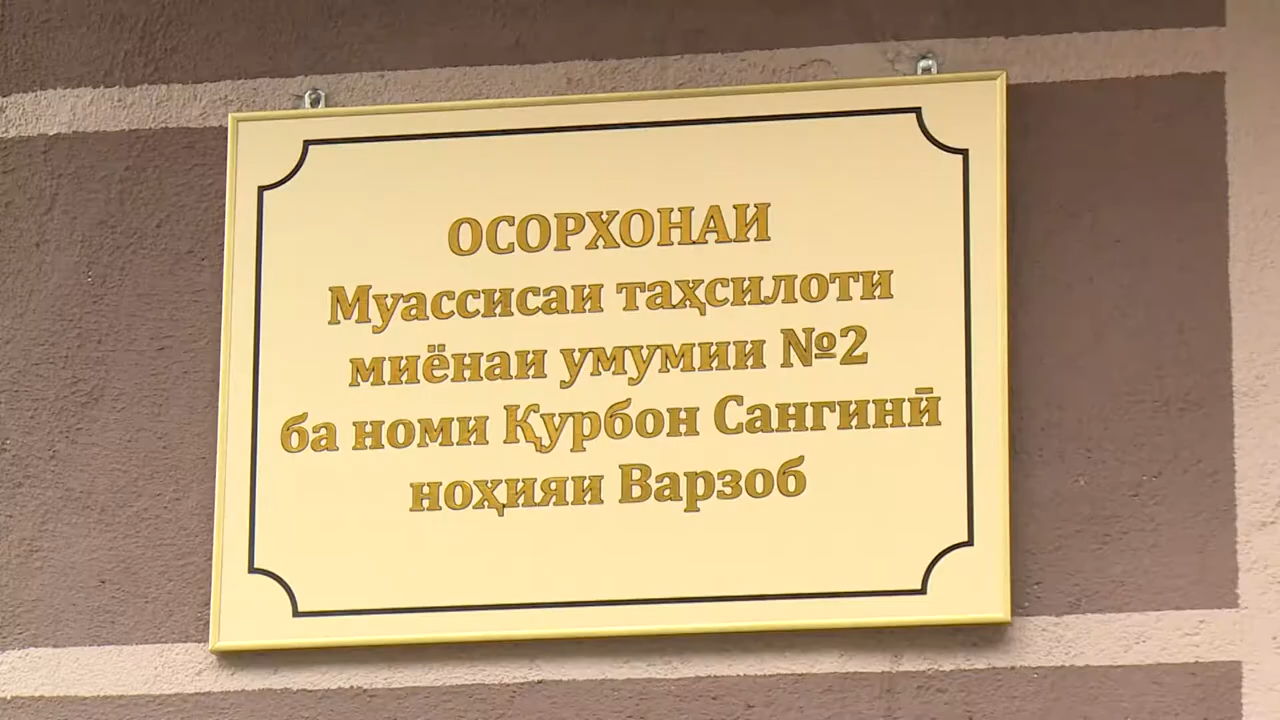 ОСОРХОНАИ
Муассисаи таҳсилоти
миёнаи умумии №2
ба номи Қурбон Сангинӣ
ноҳияи Варзоб